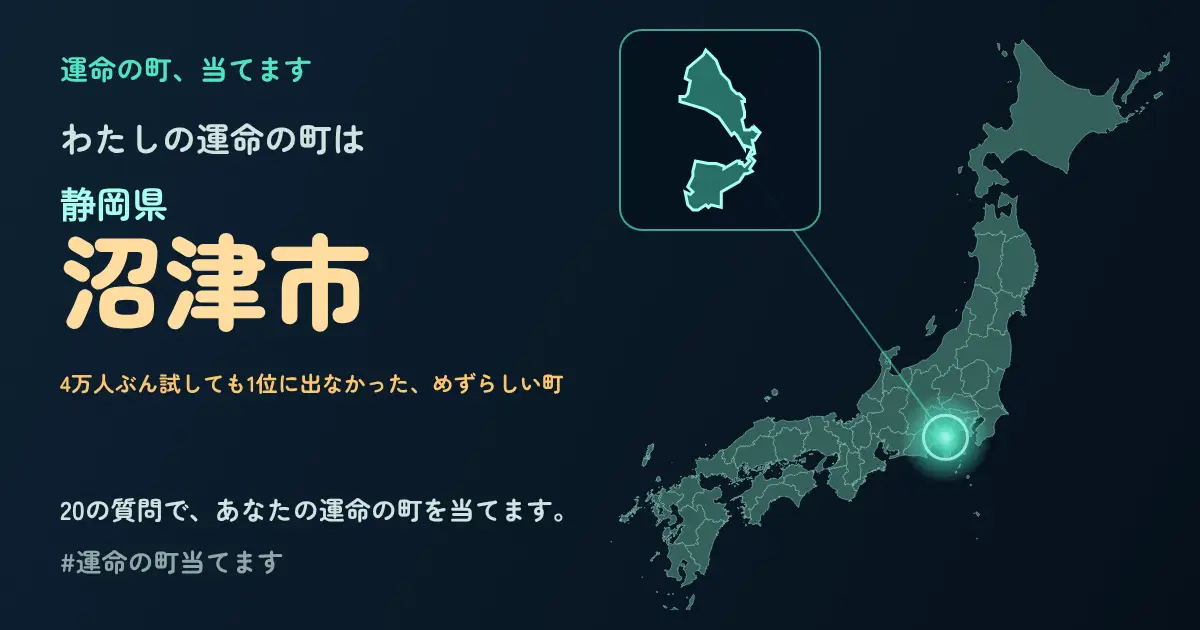 運命の町、当てます
わたしの運命の町は
静岡県
沼津市
4万人ぶん試しても1位に出なかった、めずらしい町
20の質問で、あなたの運命の町を当てます。
#運命の町当てます